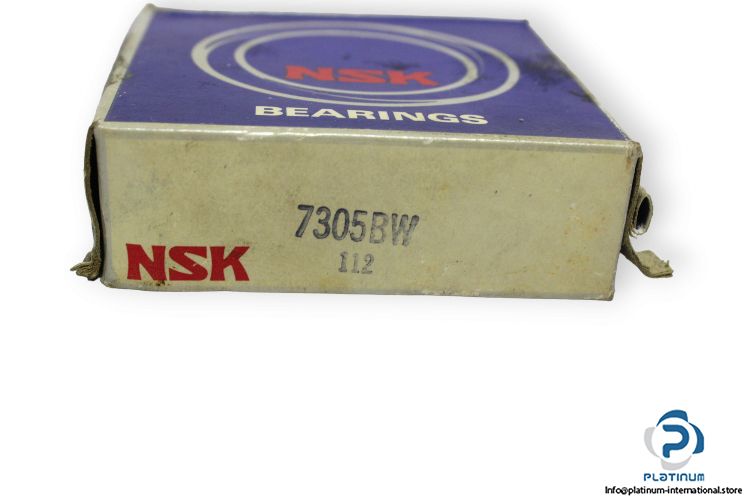 NSK
BEARINGS
7305BW
112
NSK
PLATINUM
Info@platinum-international.store